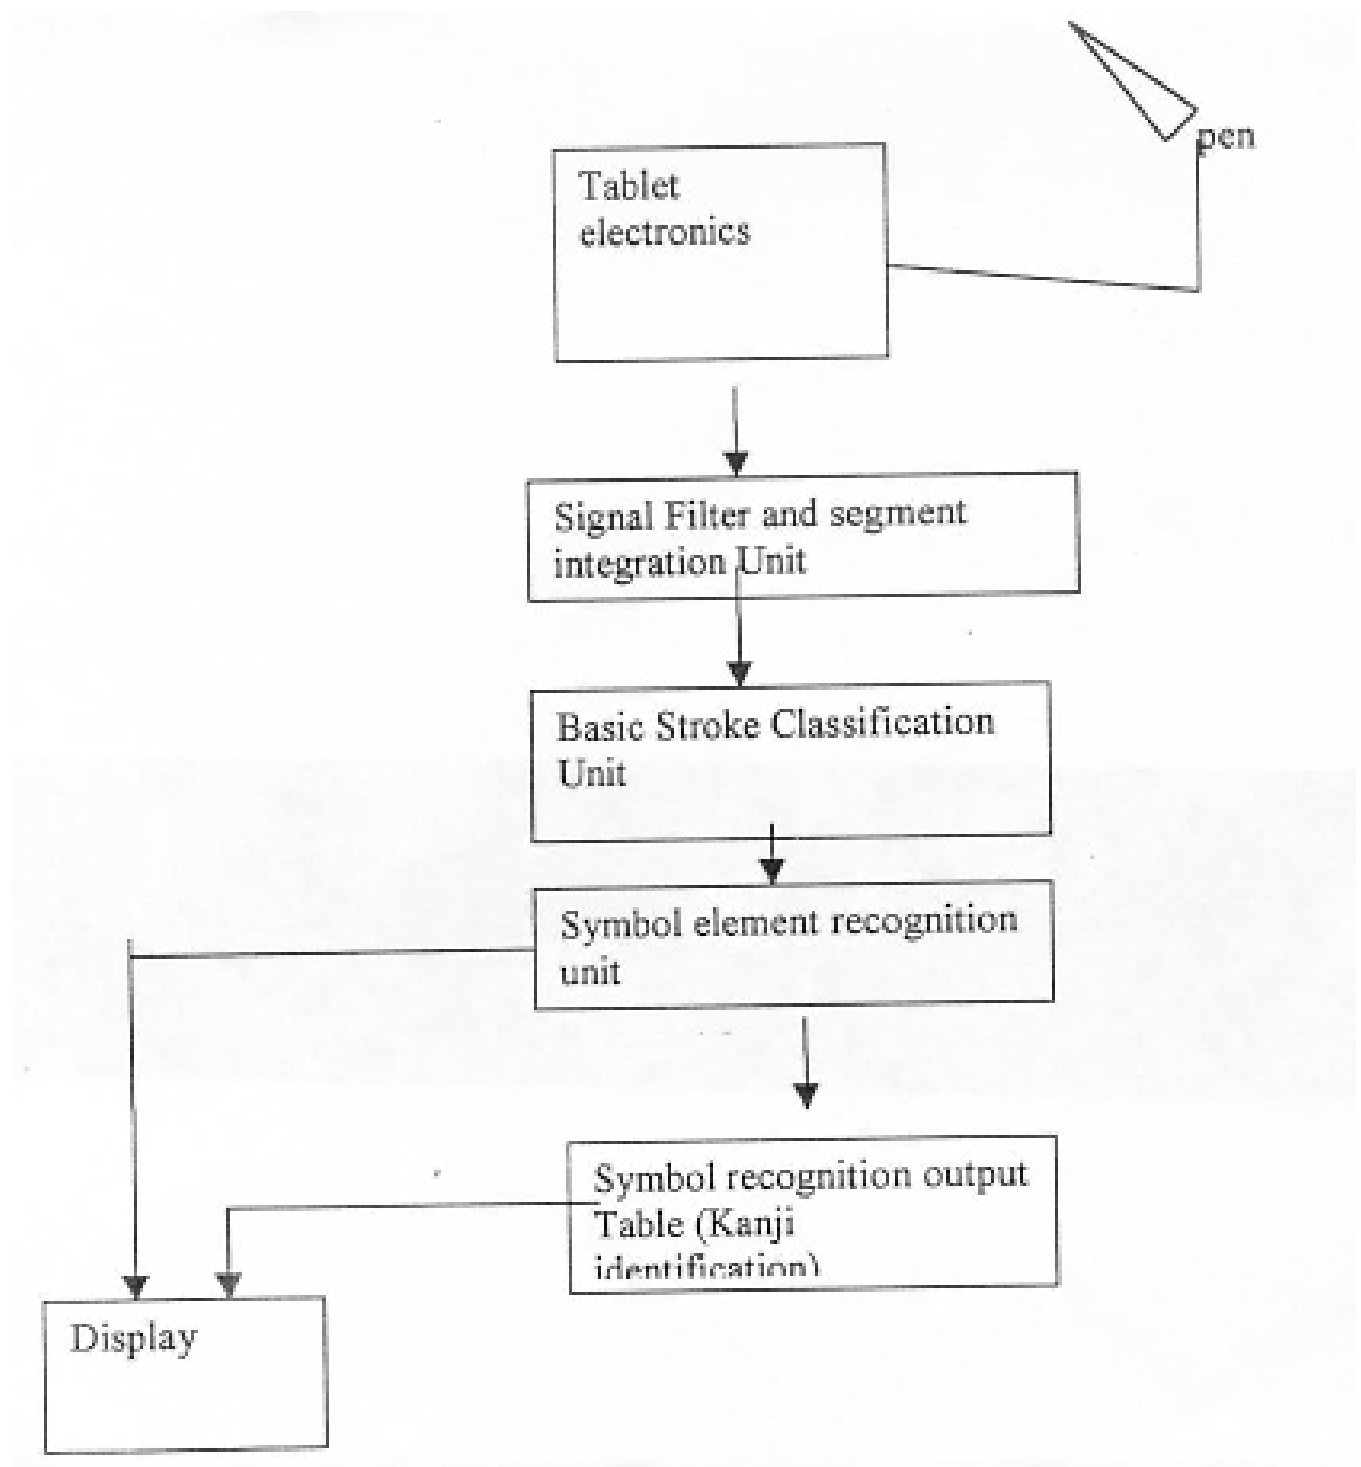 pen
Tablet
electronics
Signal Filter and segment
integration Unit
Basic Stroke Classification
Unit
Symbol element recognition
unit
Symbol recognition output
Table (Kanji
identification)
Display